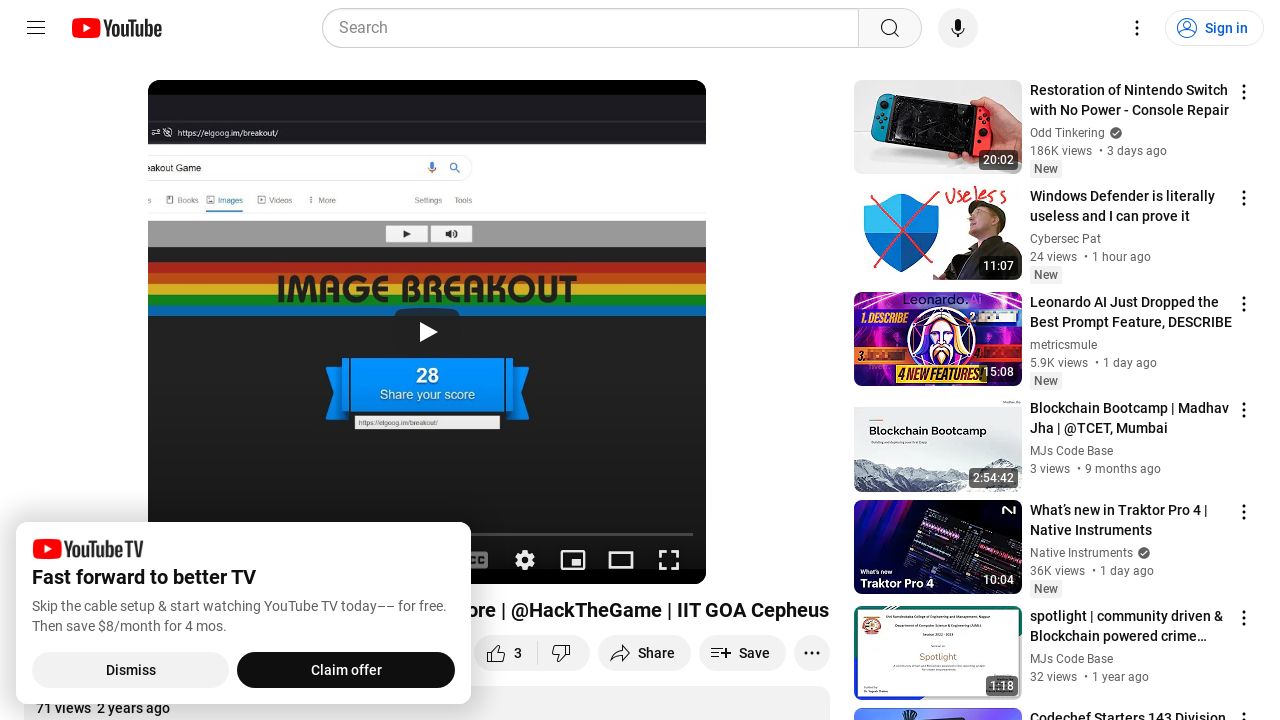 YouTube
Search
Sign in
https://elgoog.im/breakout/
eakout Game
s Books Images Videos More Settings Tools
IMAGE BREAKOUT
28
Share your score
https://elgoog.im/breakout/
CC
ore | @HackTheGame | IIT GOA Cepheus
3 Share Save
71 views 2 years ago
YouTube TV
Fast forward to better TV
Skip the cable setup & start watching YouTube TV today–– for free.
Then save $8/month for 4 mos.
Dismiss Claim offer
20:02
Restoration of Nintendo Switch
with No Power - Console Repair
Odd Tinkering
186K views • 3 days ago
New
useless
11:07
Windows Defender is literally
useless and I can prove it
Cybersec Pat
24 views • 1 hour ago
New
Leonardo.Ai
1. DESCRIBE
2.
3.
4 NEW FEATURES!
15:08
Leonardo AI Just Dropped the
Best Prompt Feature, DESCRIBE
metricsmule
5.9K views • 1 day ago
New
Blockchain Bootcamp
2:54:42
Blockchain Bootcamp | Madhav
Jha | @TCET, Mumbai
MJs Code Base
3 views • 9 months ago
What's new in
Traktor Pro 4
10:04
What’s new in Traktor Pro 4 |
Native Instruments
Native Instruments
36K views • 1 day ago
New
Spotlight
1:18
spotlight | community driven &
Blockchain powered crime…
MJs Code Base
32 views • 1 year ago
Codechef Starters 143 Division